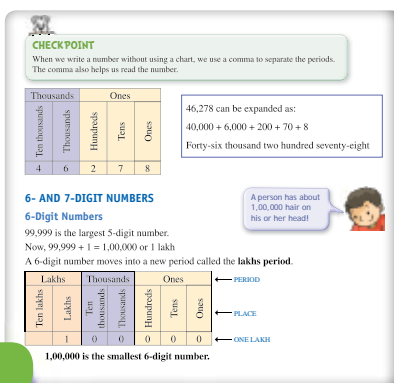 CHECKPOINT
When we write a number without using a chart, we use a comma to separate the periods.
The comma also helps us read the number.
Thousands Ones
Ten thousands Thousands Hundreds Tens Ones
4 6 2 7 8
46,278 can be expanded as:
40,000 + 6,000 + 200 + 70 + 8
Forty-six thousand two hundred seventy-eight
6- AND 7-DIGIT NUMBERS
6-Digit Numbers
99,999 is the largest 5-digit number.
Now, 99,999 + 1 = 1,00,000 or 1 lakh
A 6-digit number moves into a new period called the lakhs period.
A person has about
1,00,000 hair on
his or her head!
Lakhs Thousands Ones PERIOD
Ten lakhs Lakhs Ten thousands Thousands Hundreds Tens Ones PLACE
1 0 0 0 0 0 ONE LAKH
1,00,000 is the smallest 6-digit number.